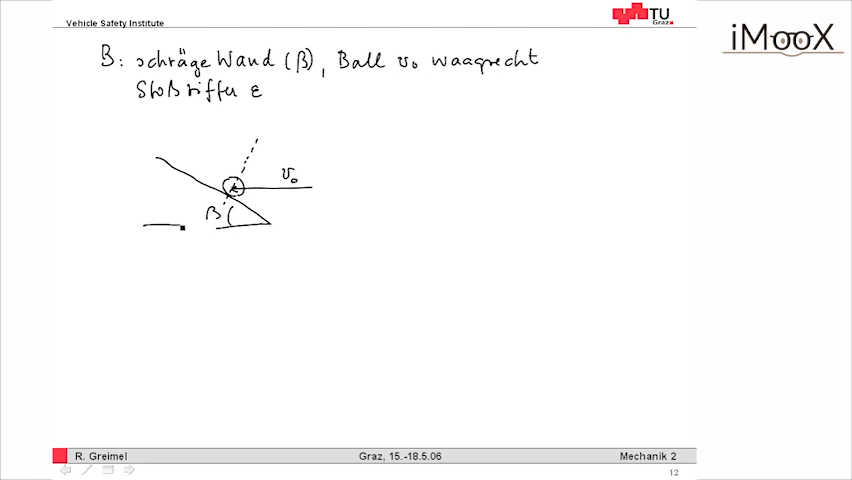 Vehicle Safety Institute
TU
Graz
iMooX
B: schräge Wand (β), Ball v₀ waagrecht
Stoßziffer ε
v₀
β
R. Greimel
Graz, 15.-18.5.06
Mechanik 2
12